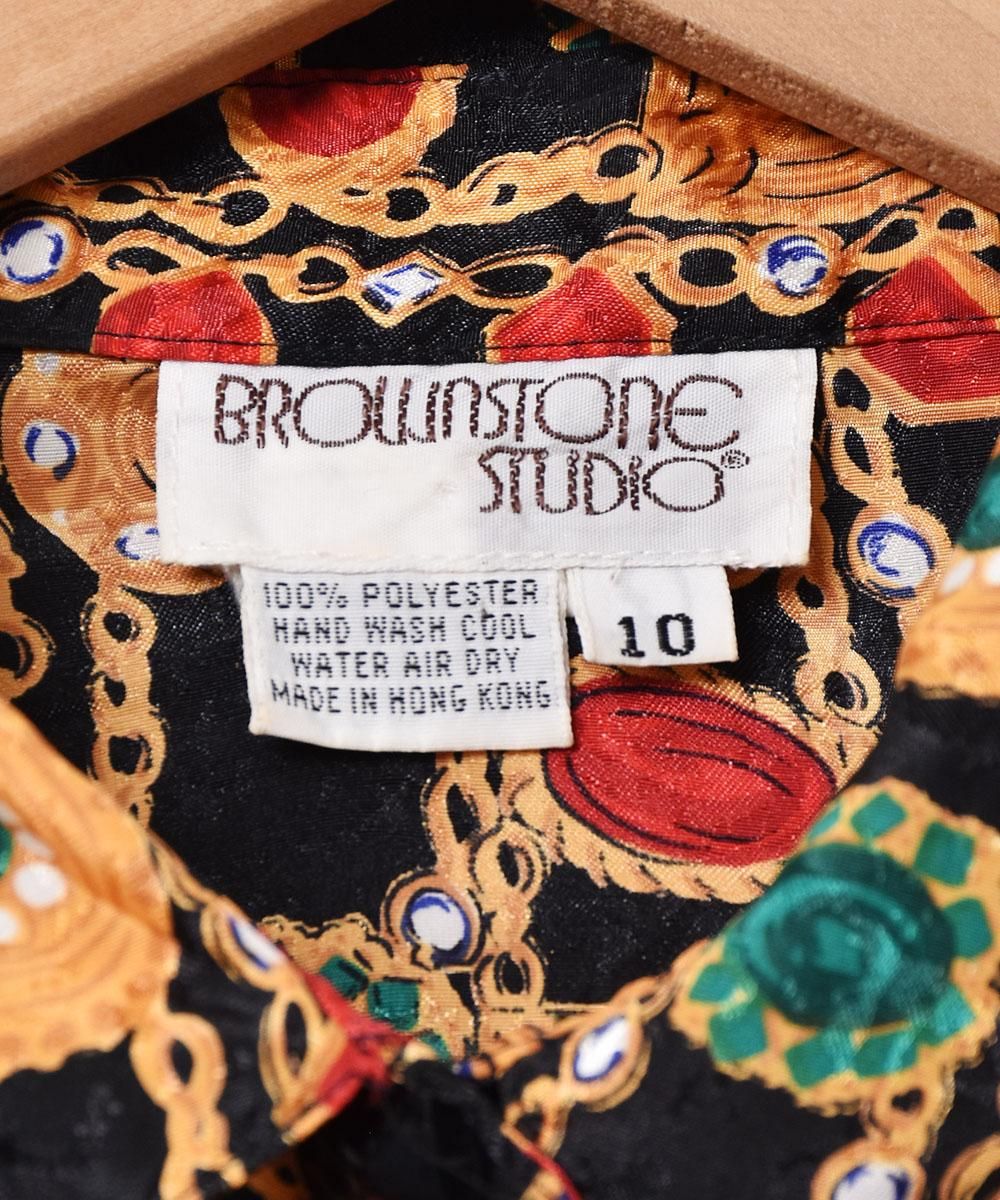 BROWNSTONE
STUDIO®
100% POLYESTER
HAND WASH COOL
WATER AIR DRY
MADE IN HONG KONG
10